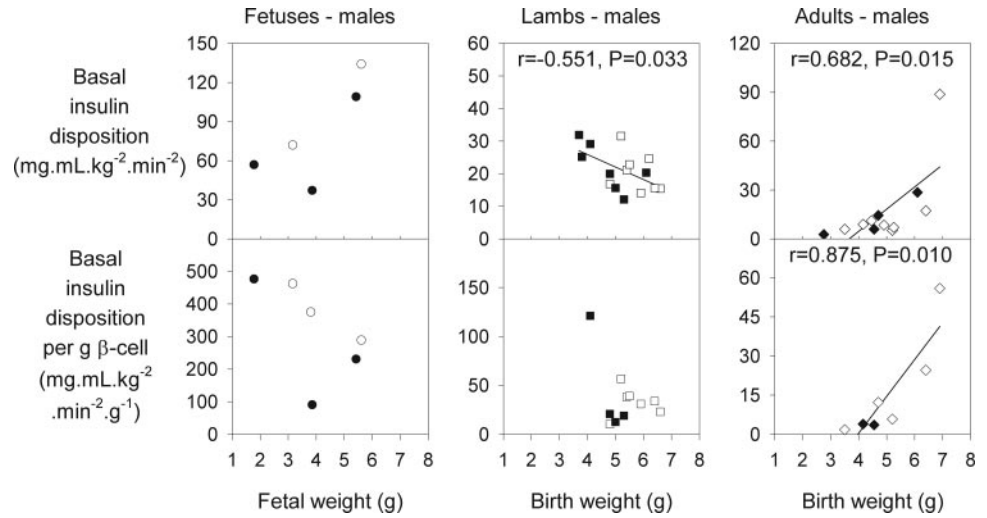 Fetuses - males
Lambs - males
Adults - males
Basal
insulin
disposition
(mg.mL.kg⁻².min⁻²)
150
120
90
60
30
0
60
50
40
30
20
10
0
r=-0.551, P=0.033
120
90
60
30
0
r=0.682, P=0.015
Basal
insulin
disposition
per g β-cell
(mg.mL.kg⁻²
.min⁻².g⁻¹)
500
400
300
200
100
0
150
100
50
0
60
45
30
15
0
r=0.875, P=0.010
1 2 3 4 5 6 7 8
1 2 3 4 5 6 7 8
1 2 3 4 5 6 7 8
Fetal weight (g)
Birth weight (g)
Birth weight (g)